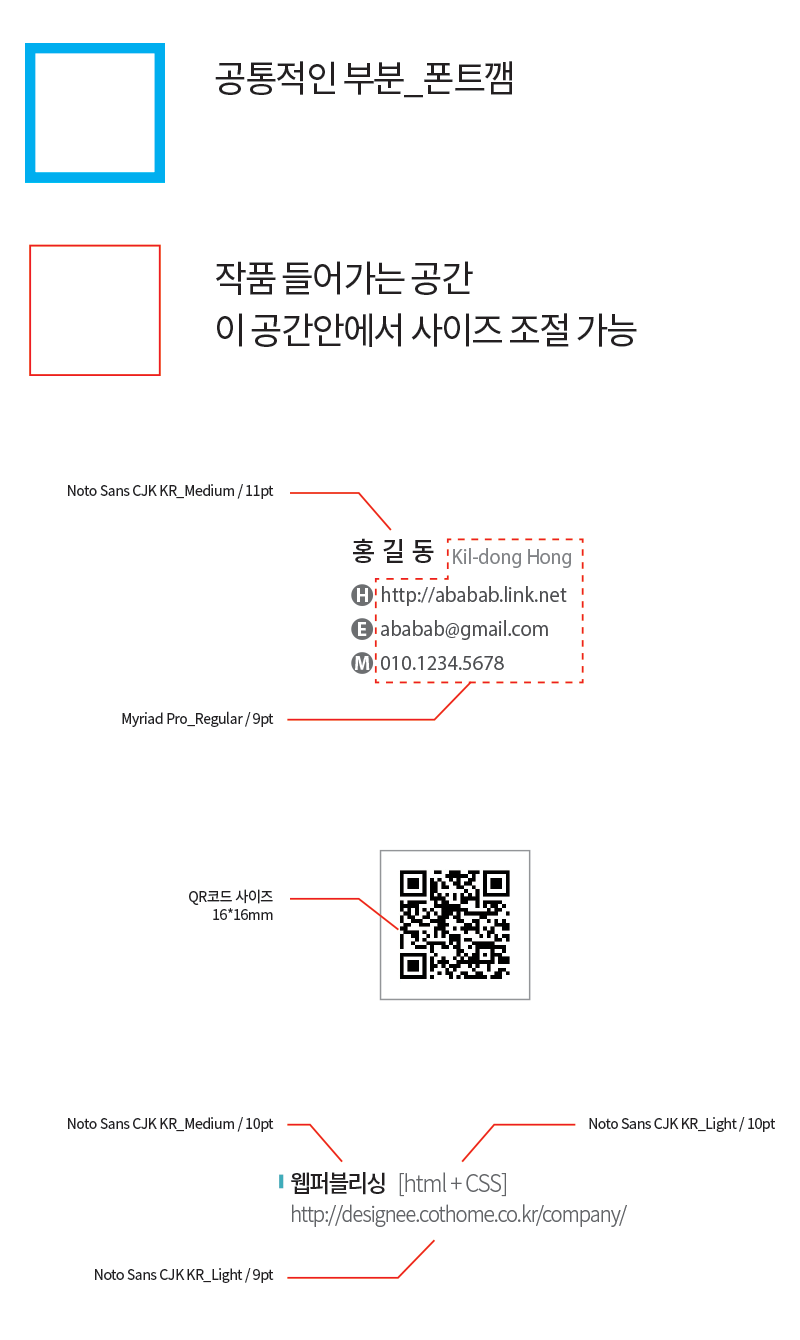 공통적인 부분_폰트깸
작품 들어가는 공간
이 공간안에서 사이즈 조절 가능
Noto Sans CJK KR_Medium / 11pt
홍 길 동 Kil-dong Hong
H http://ababab.link.net
E ababab@gmail.com
M 010.1234.5678
Myriad Pro_Regular / 9pt
QR코드 사이즈
16*16mm
Noto Sans CJK KR_Medium / 10pt
Noto Sans CJK KR_Light / 10pt
웹퍼블리싱 [html + CSS]
http://designee.cothome.co.kr/company/
Noto Sans CJK KR_Light / 9pt